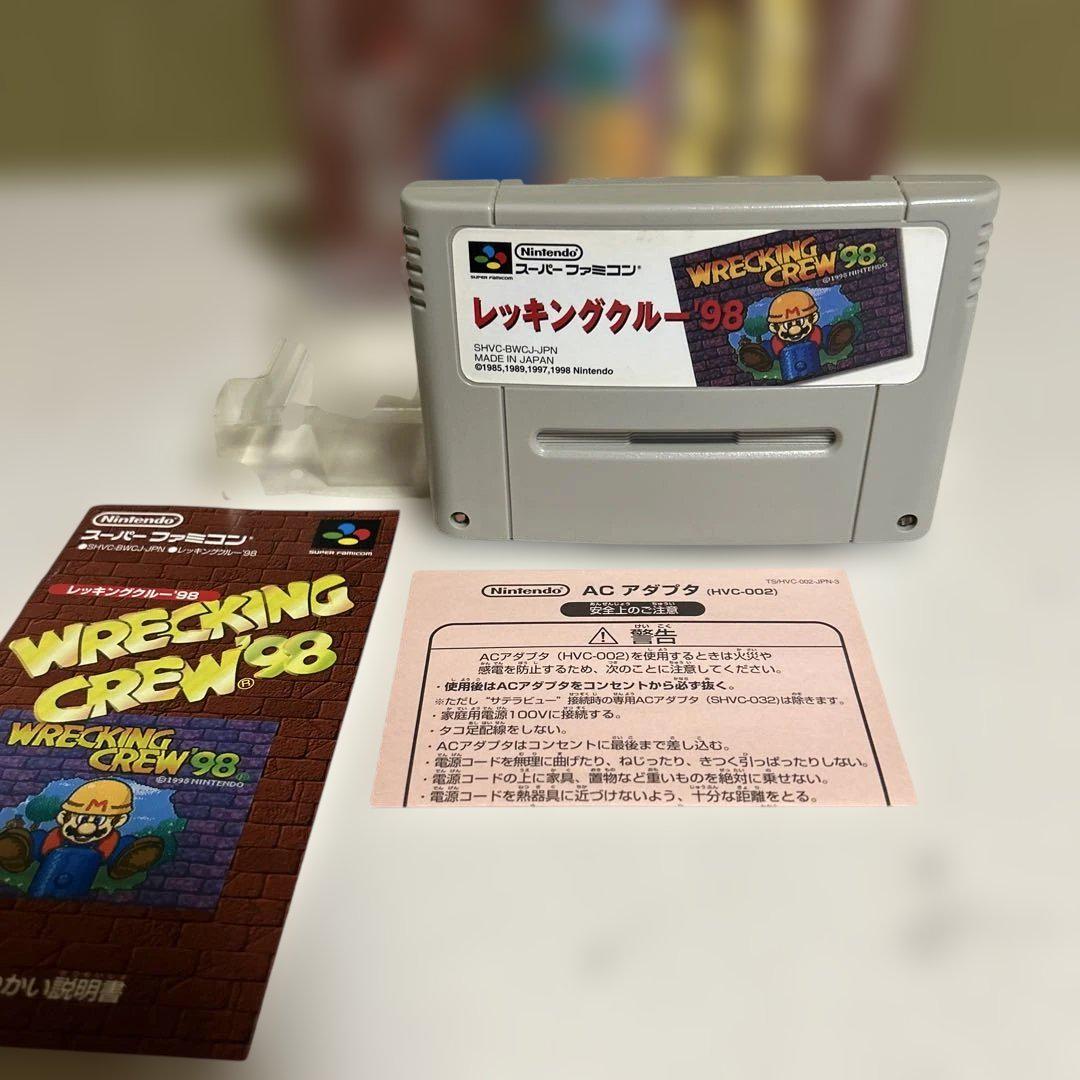 Nintendo
スーパーファミコン
SUPER FAMICOM
レッキングクルー'98
SHVC-BWCJ-JPN
MADE IN JAPAN
©1985,1989,1997,1998 Nintendo
WRECKING
CREW'98®
©1998 NINTENDO
M
Nintendo
スーパーファミコン
●SHVC-BWCJ-JPN ●レッキングクルー'98
SUPER FAMICOM
レッキングクルー'98
WRECKING
CREW®'98
WRECKING
CREW'98®
©1998 NINTENDO
M
かい説明書
TS/HVC-002-JPN-3
Nintendo AC アダプタ (HVC-002)
安全上のご注意
警告
ACアダプタ (HVC-002)を使用するときは火災や
感電を防止するため、次のことに注意してください。
・使用後はACアダプタをコンセントから必ず抜く。
※ただし“サテラビュー”接続時の専用ACアダプタ (SHVC-032)は除きます。
・家庭用電源100Vに接続する。
・タコ足配線をしない。
・ACアダプタはコンセントに最後まで差し込む。
・電源コードを無理に曲げたり、ねじったり、きつく引っぱったりしない。
・電源コードの上に家具、置物など重いものを絶対に乗せない。
・電源コードを熱器具に近づけないよう、十分な距離をとる。